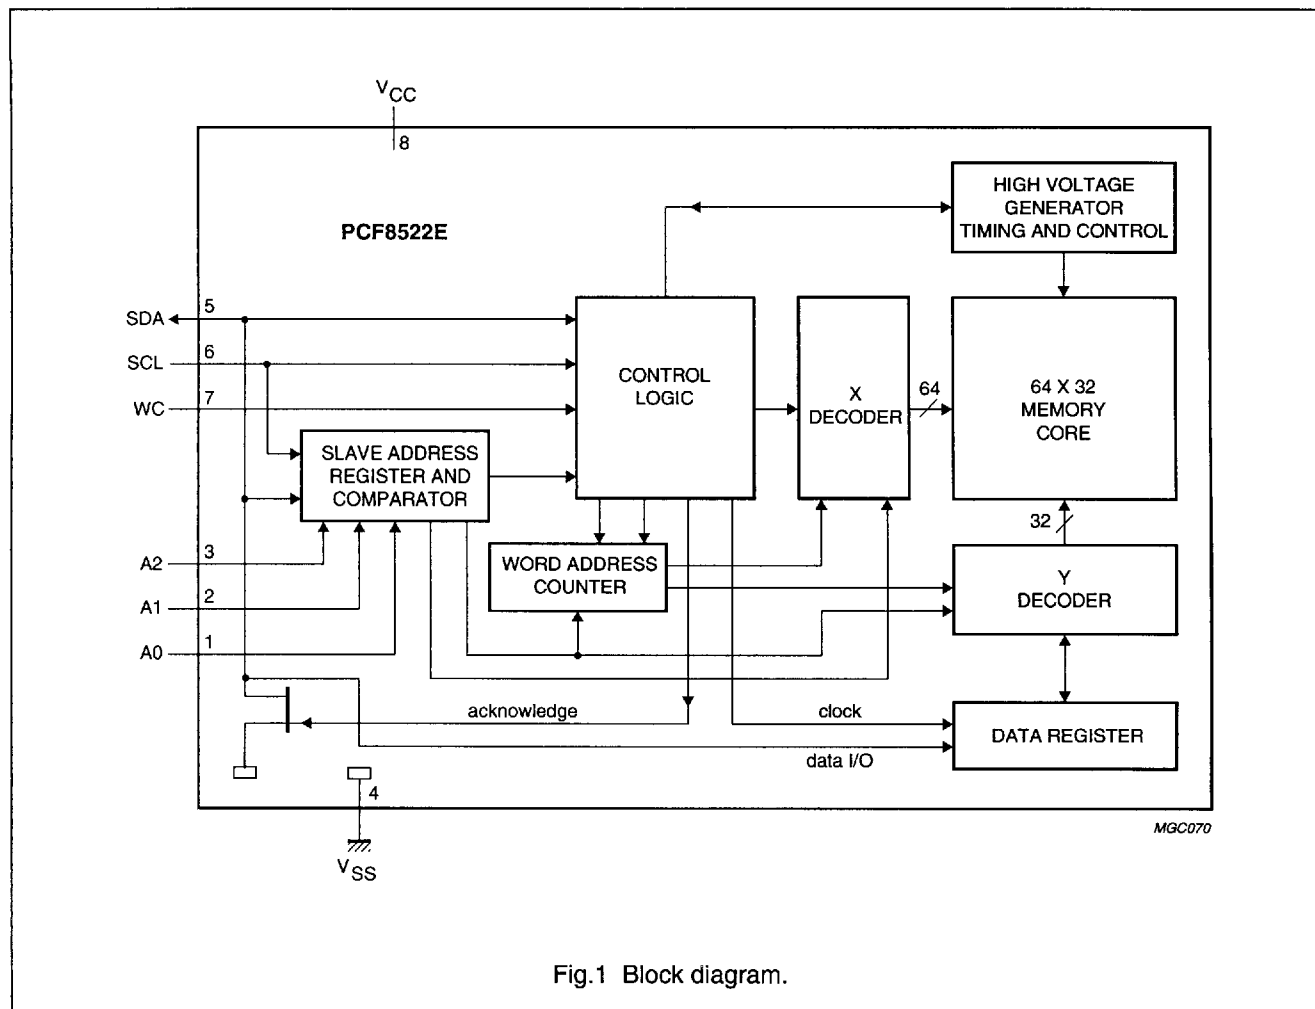 VCC
8
HIGH VOLTAGE
GENERATOR
TIMING AND CONTROL
PCF8522E
SDA
5
SCL
6
WC
7
CONTROL
LOGIC
X
DECODER
64
64 X 32
MEMORY
CORE
SLAVE ADDRESS
REGISTER AND
COMPARATOR
32
A2
3
WORD ADDRESS
COUNTER
Y
DECODER
A1
2
A0
1
acknowledge
clock
DATA REGISTER
data I/O
4
VSS
MGC070
Fig.1 Block diagram.